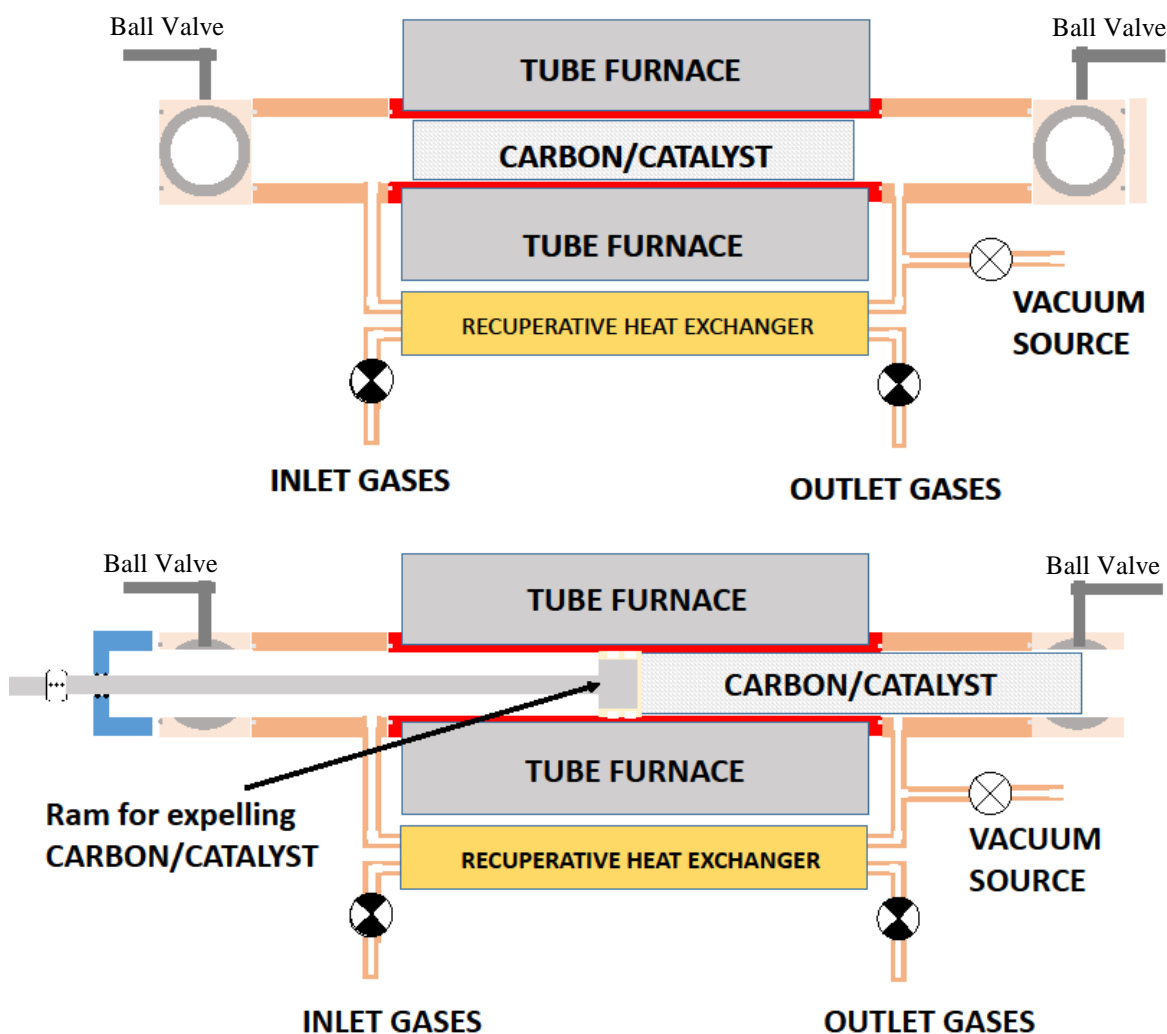 Ball Valve
Ball Valve
TUBE FURNACE
CARBON/CATALYST
TUBE FURNACE
RECUPERATIVE HEAT EXCHANGER
VACUUM
SOURCE
INLET GASES
OUTLET GASES
Ball Valve
Ball Valve
TUBE FURNACE
CARBON/CATALYST
TUBE FURNACE
Ram for expelling
CARBON/CATALYST
RECUPERATIVE HEAT EXCHANGER
VACUUM
SOURCE
INLET GASES
OUTLET GASES